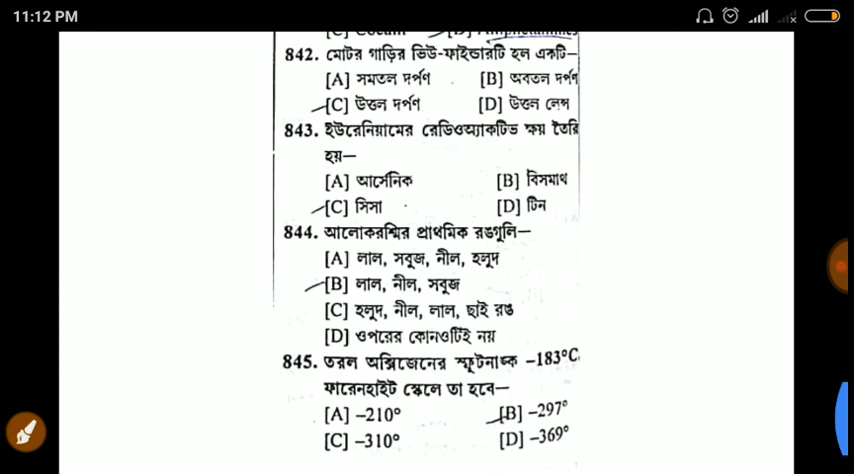 11:12 PM
842. মোটর গাড়ির ভিউ-ফাইন্ডারটি হল একটি–
[A] সমতল দর্পণ [B] অবতল দর্পণ
[C] উত্তল দর্পণ [D] উত্তল লেন্স
843. ইউরেনিয়ামের রেডিওঅ্যাকটিভ ক্ষয় তৈরি
হয়—
[A] আর্সেনিক [B] বিসমাথ
[C] সিসা [D] টিন
844. আলোকরশ্মির প্রাথমিক রঙগুলি—
[A] লাল, সবুজ, নীল, হলুদ
[B] লাল, নীল, সবুজ
[C] হলুদ, নীল, লাল, ছাই রঙ
[D] ওপরের কোনওটিই নয়
845. তরল অক্সিজেনের স্ফুটনাঙ্ক –183°C.
ফারেনহাইট স্কেলে তা হবে—
[A] –210° [B] –297°
[C] –310° [D] –369°